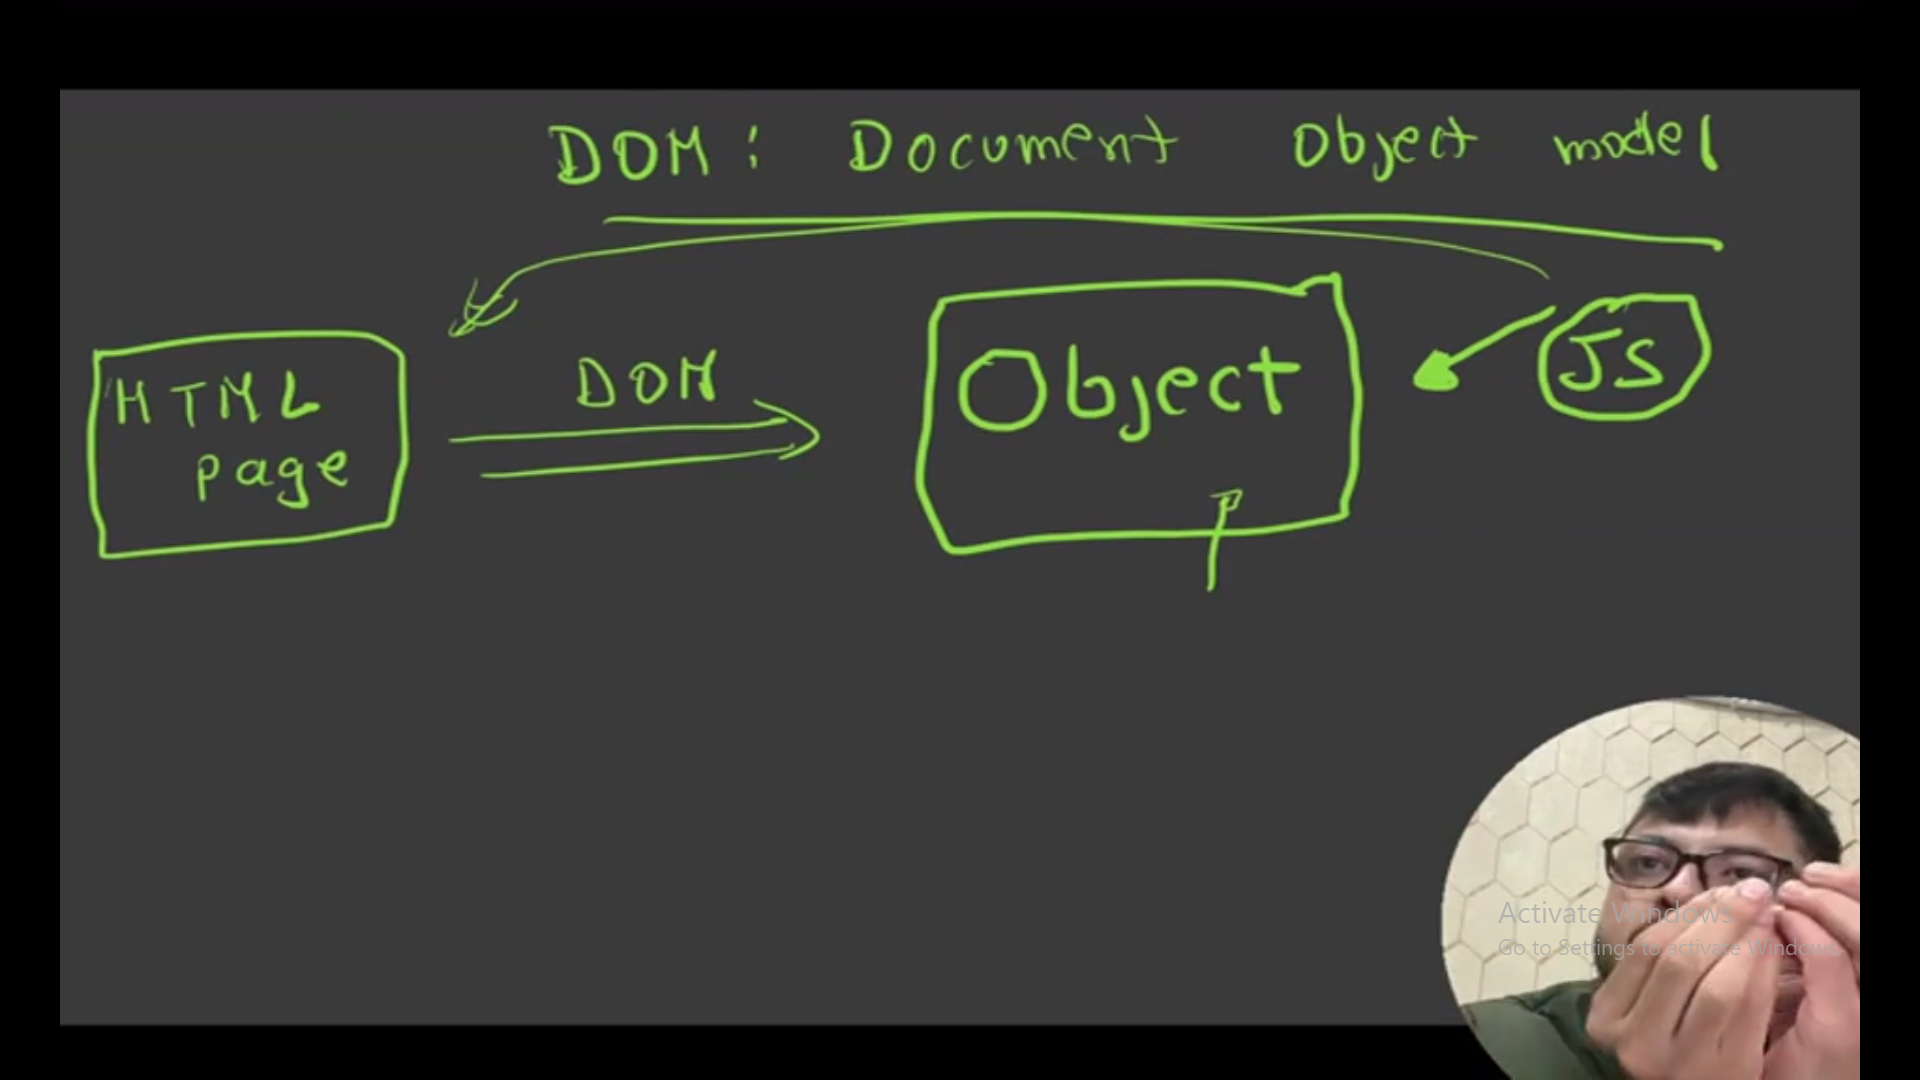 DOM : Document Object model
HTML
page
DOM
Object
JS
Activate Windows
Go to Settings to activate Windows.